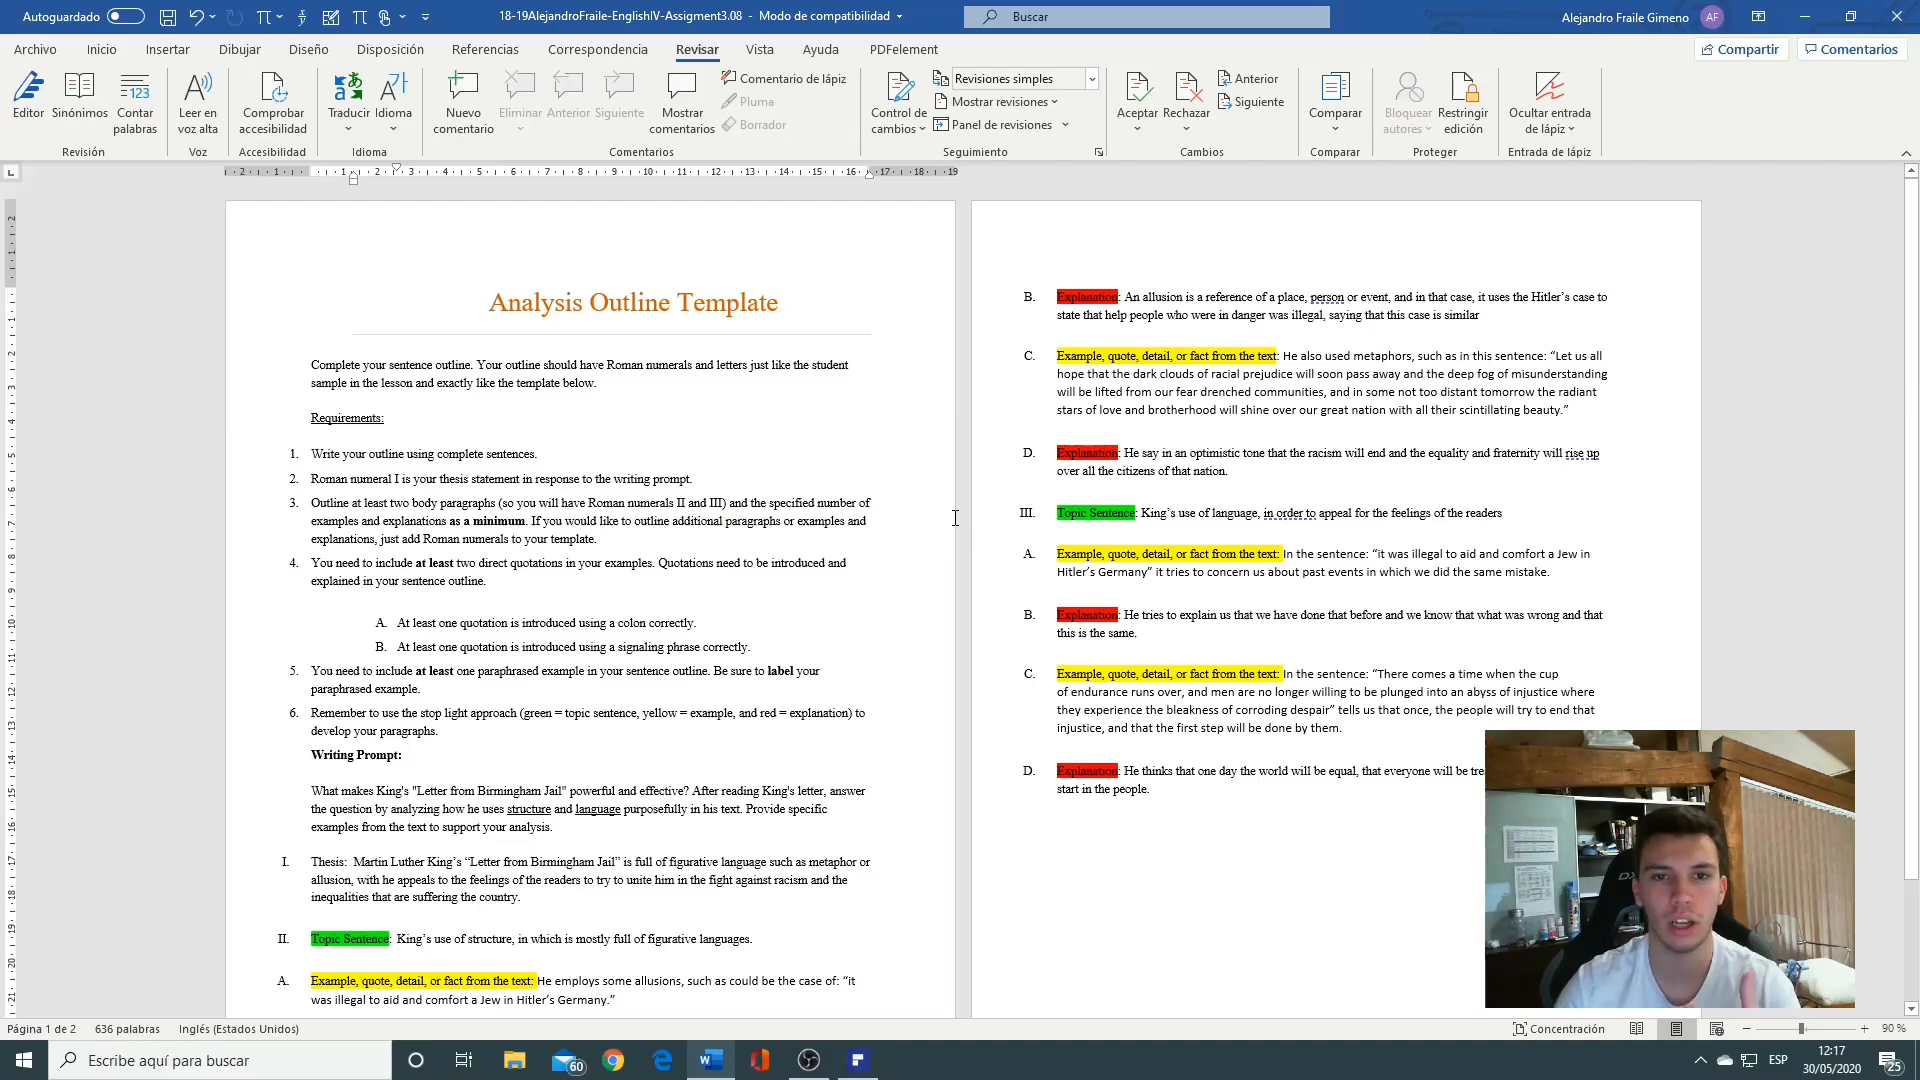 Autoguardado
18-19AlejandroFraile-EnglishIV-Assigment3.08 - Modo de compatibilidad
Buscar
Alejandro Fraile Gimeno AF
Archivo Inicio Insertar Dibujar Diseño Disposición Referencias Correspondencia Revisar Vista Ayuda PDFelement Compartir Comentarios
Editor Sinónimos Contar palabras
Leer en voz alta
Comprobar accesibilidad
Traducir Idioma
Nuevo comentario Eliminar Anterior Siguiente Mostrar comentarios
Comentario de lápiz
Pluma
Borrador
Control de cambios
Revisiones simples
Mostrar revisiones
Panel de revisiones
Aceptar Rechazar
Anterior
Siguiente
Comparar
Bloquear autores Restringir edición
Ocultar entrada de lápiz
Revisión Voz Accesibilidad Idioma Comentarios Seguimiento Cambios Comparar Proteger Entrada de lápiz
Analysis Outline Template
Complete your sentence outline. Your outline should have Roman numerals and letters just like the student
sample in the lesson and exactly like the template below.
Requirements:
1. Write your outline using complete sentences.
2. Roman numeral I is your thesis statement in response to the writing prompt.
3. Outline at least two body paragraphs (so you will have Roman numerals II and III) and the specified number of
examples and explanations as a minimum. If you would like to outline additional paragraphs or examples and
explanations, just add Roman numerals to your template.
4. You need to include at least two direct quotations in your examples. Quotations need to be introduced and
explained in your sentence outline.
A. At least one quotation is introduced using a colon correctly.
B. At least one quotation is introduced using a signaling phrase correctly.
5. You need to include at least one paraphrased example in your sentence outline. Be sure to label your
paraphrased example.
6. Remember to use the stop light approach (green = topic sentence, yellow = example, and red = explanation) to
develop your paragraphs.
Writing Prompt:
What makes King's "Letter from Birmingham Jail" powerful and effective? After reading King's letter, answer
the question by analyzing how he uses structure and language purposefully in his text. Provide specific
examples from the text to support your analysis.
I. Thesis: Martin Luther King’s “Letter from Birmingham Jail” is full of figurative language such as metaphor or
allusion, with he appeals to the feelings of the readers to try to unite him in the fight against racism and the
inequalities that are suffering the country.
II. Topic Sentence: King’s use of structure, in which is mostly full of figurative languages.
A. Example, quote, detail, or fact from the text: He employs some allusions, such as could be the case of: “it
was illegal to aid and comfort a Jew in Hitler’s Germany.”
B. Explanation: An allusion is a reference of a place, person or event, and in that case, it uses the Hitler’s case to
state that help people who were in danger was illegal, saying that this case is similar
C. Example, quote, detail, or fact from the text: He also used metaphors, such as in this sentence: “Let us all
hope that the dark clouds of racial prejudice will soon pass away and the deep fog of misunderstanding
will be lifted from our fear drenched communities, and in some not too distant tomorrow the radiant
stars of love and brotherhood will shine over our great nation with all their scintillating beauty.”
D. Explanation: He say in an optimistic tone that the racism will end and the equality and fraternity will rise up
over all the citizens of that nation.
III. Topic Sentence: King’s use of language, in order to appeal for the feelings of the readers
A. Example, quote, detail, or fact from the text: In the sentence: “it was illegal to aid and comfort a Jew in
Hitler’s Germany” it tries to concern us about past events in which we did the same mistake.
B. Explanation: He tries to explain us that we have done that before and we know that what was wrong and that
this is the same.
C. Example, quote, detail, or fact from the text: In the sentence: “There comes a time when the cup
of endurance runs over, and men are no longer willing to be plunged into an abyss of injustice where
they experience the bleakness of corroding despair” tells us that once, the people will try to end that
injustice, and that the first step will be done by them.
D. Explanation: He thinks that one day the world will be equal, that everyone will be tre
start in the people.
Página 1 de 2 636 palabras Inglés (Estados Unidos) Concentración 90 %
Escribe aquí para buscar
60
ESP
12:17
30/05/2020
25